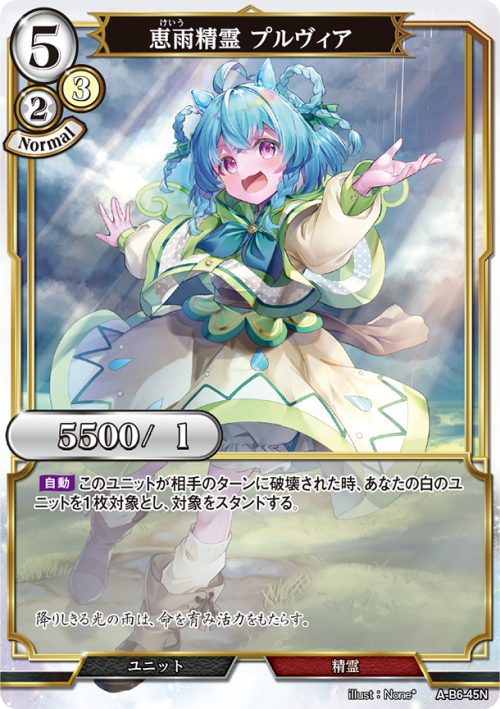 5
けいう
恵雨精霊 プルヴィア
3
2
Normal
5500/ 1
自動 このユニットが相手のターンに破壊された時、あなたの白のユ
ニットを1枚対象とし、対象をスタンドする。
降りしきる光の雨は、命を育み活力をもたらす。
ユニット
精霊
illust : None*
A-B6-45N